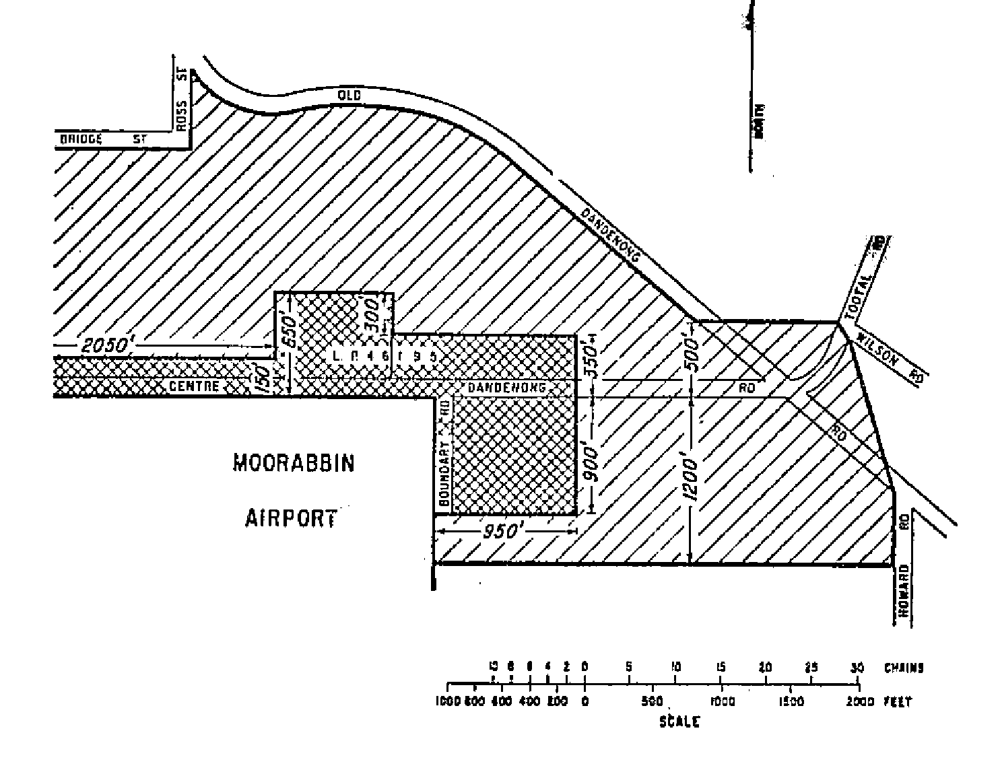 NORTH
ROSS ST
BRIDGE ST
OLD
DANDENONG
TOOTAL RD
WILSON RD
2050'
650'
300'
L.P. 46195
150'
CENTRE
DANDENONG
RD
350'
500'
RD
BOUNDARY RD
900'
1200'
950'
MOORABBIN
AIRPORT
HOWARD RD
10 8 6 4 2 0 5 10 15 20 25 30 CHAINS
1000 800 600 400 200 0 500 1000 1500 2000 FEET
SCALE